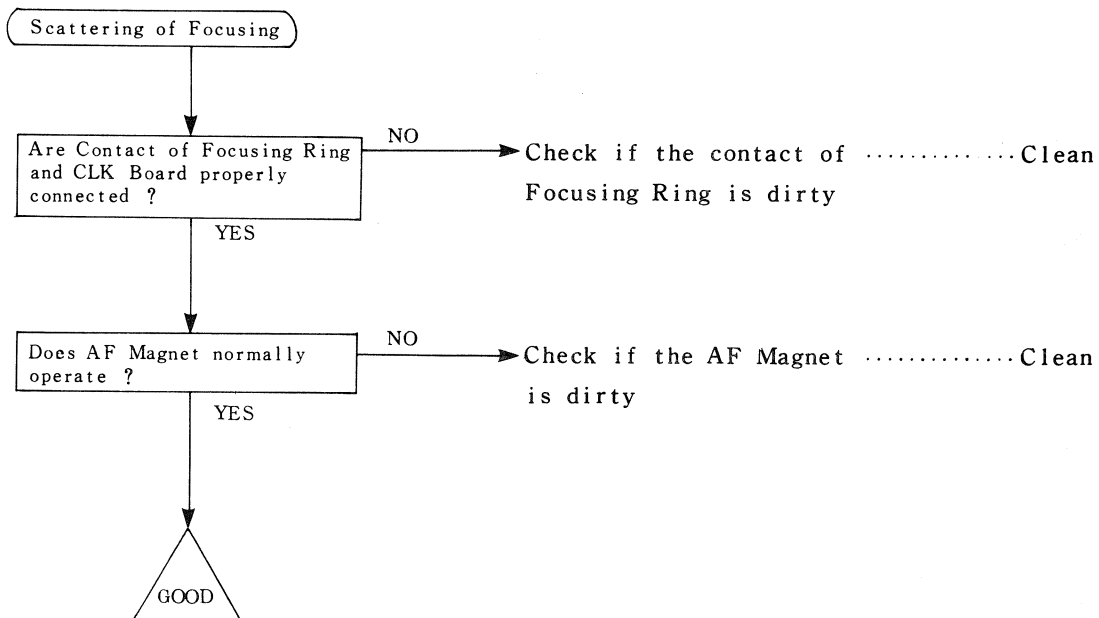 Scattering of Focusing
Are Contact of Focusing Ring
and CLK Board properly
connected ?
NO
Check if the contact of ·············· Clean
Focusing Ring is dirty
YES
Does AF Magnet normally
operate ?
NO
Check if the AF Magnet ·············· Clean
is dirty
YES
GOOD